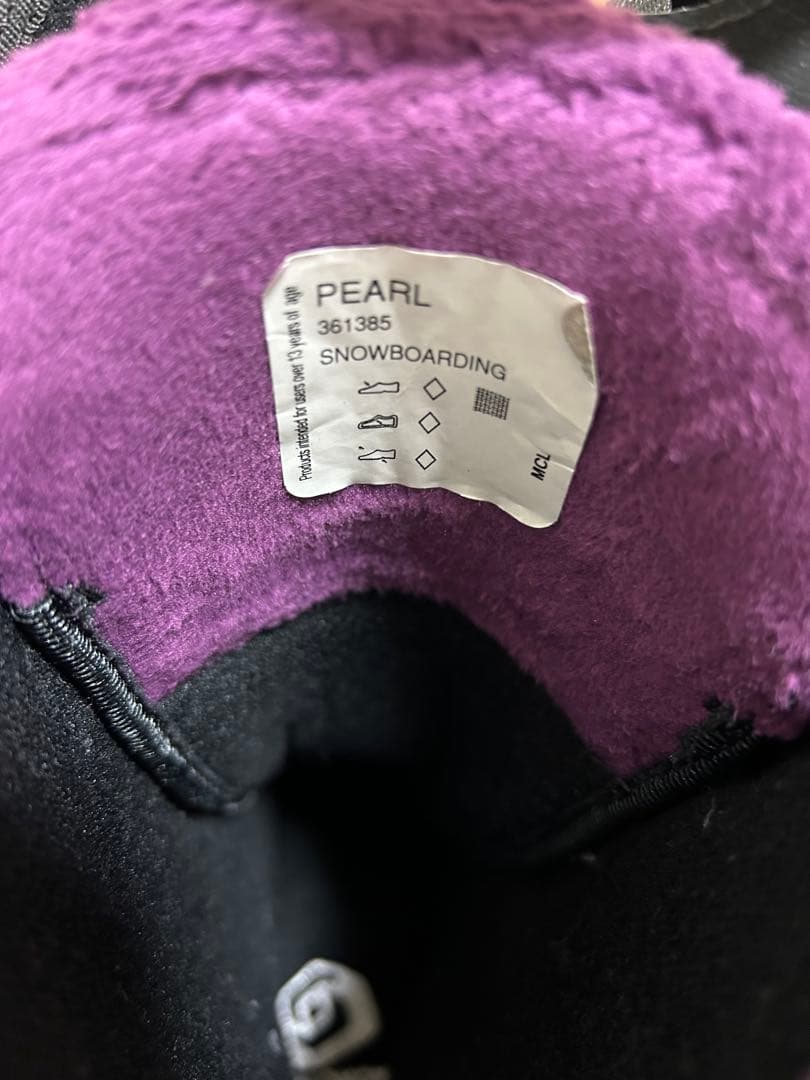 PEARL
361385
SNOWBOARDING
Products intended for users over 13 years of age
MCL